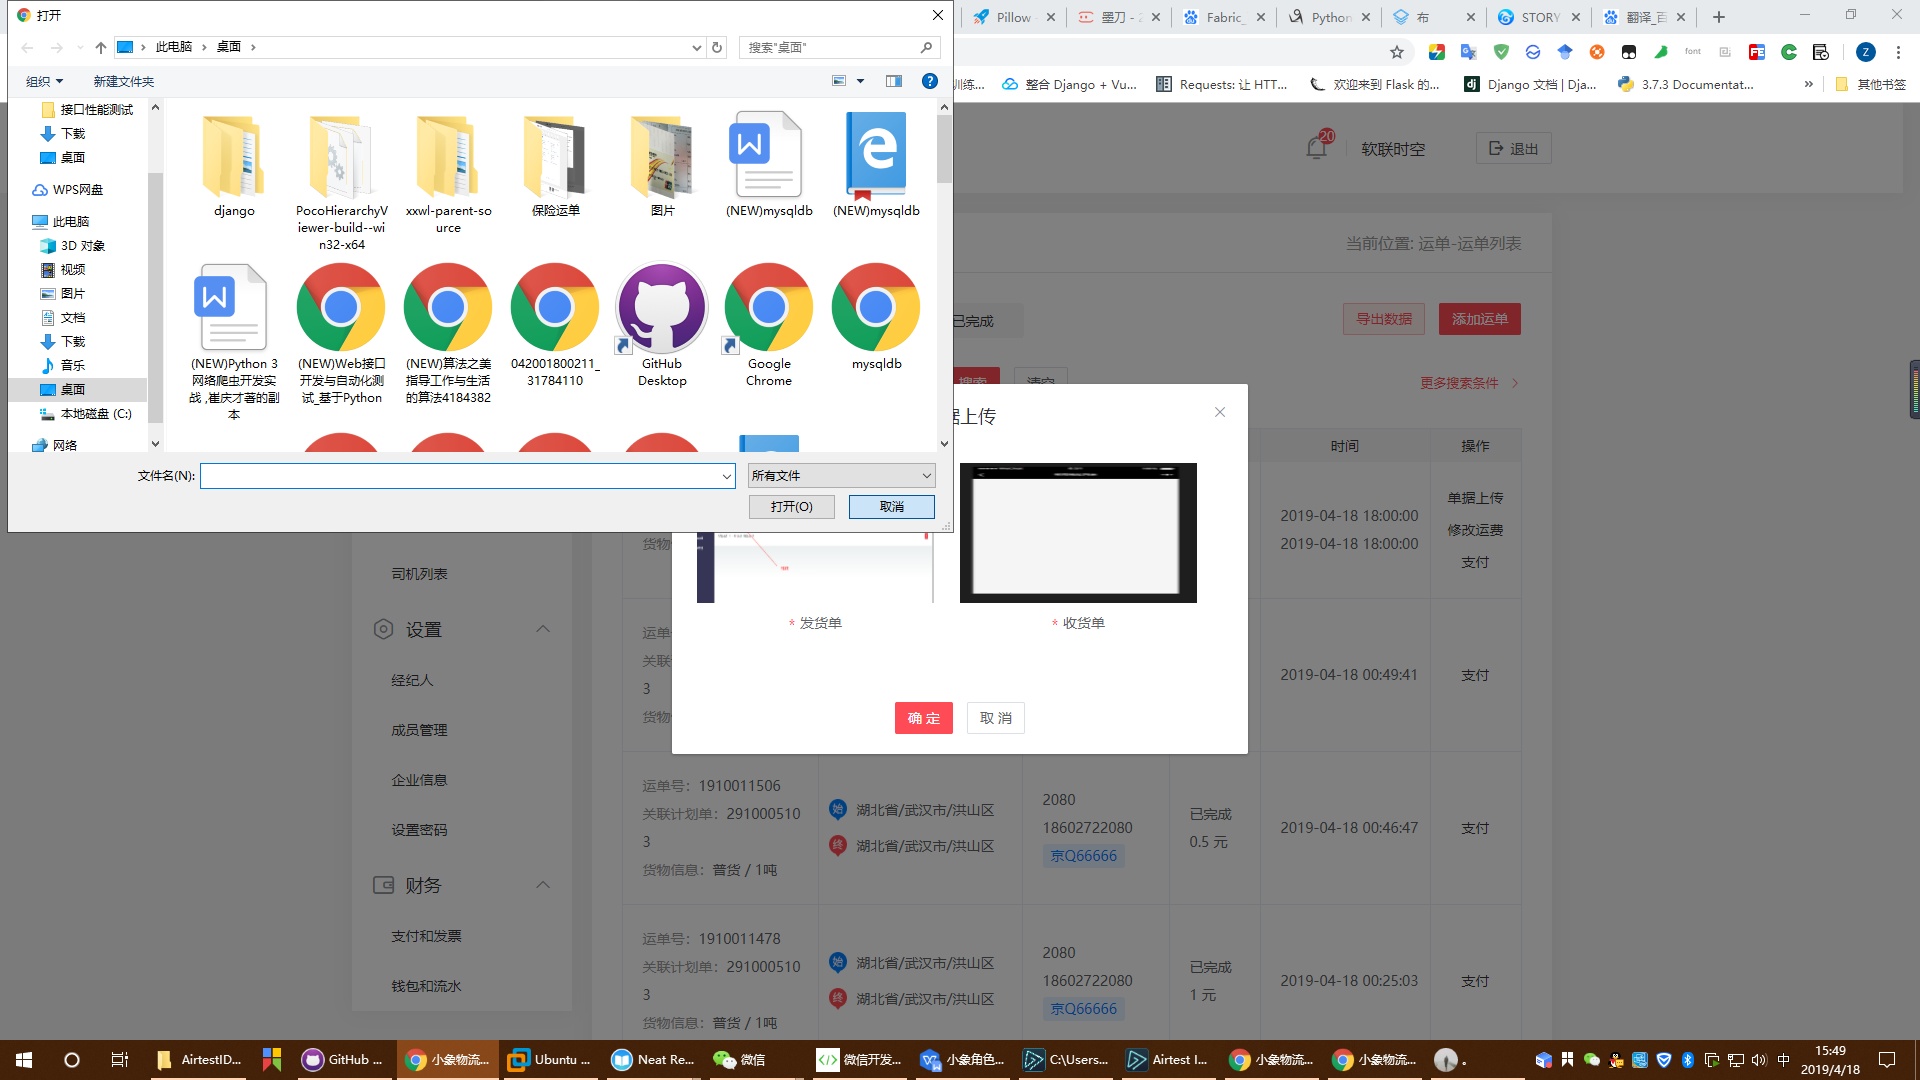 打开
此电脑 桌面
搜索"桌面"
组织 新建文件夹
接口性能测试
下载
桌面
WPS网盘
此电脑
3D 对象
视频
图片
文档
下载
音乐
桌面
本地磁盘 (C:)
网络
django
PocoHierarchyV
iewer-build--wi
n32-x64
xxwl-parent-so
urce
保险运单
图片
(NEW)mysqldb
(NEW)mysqldb
(NEW)Python 3
网络爬虫开发实
战 ,崔庆才著的副
本
(NEW)Web接口
开发与自动化测
试_基于Python
(NEW)算法之美
指导工作与生活
的算法4184382
042001800211_
31784110
GitHub
Desktop
Google
Chrome
mysqldb
文件名(N):
所有文件
打开(O) 取消
Pillow
墨刀 - 2
Fabric_
Python
布
STORY
翻译_百
font
训练...
整合 Django + Vu...
Requests: 让 HTT...
欢迎来到 Flask 的...
Django 文档 | Dja...
3.7.3 Documentat...
其他书签
20
软联时空
退出
当前位置: 运单-运单列表
已完成
导出数据 添加运单
搜索 清空
更多搜索条件
据上传
时间 操作
* 发货单
* 收货单
确 定 取 消
货物
2019-04-18 18:00:00
2019-04-18 18:00:00
单据上传
修改运费
支付
运单
关联
3
货物
2019-04-18 00:49:41
支付
司机列表
设置
经纪人
成员管理
企业信息
设置密码
财务
支付和发票
钱包和流水
运单号：1910011506
关联计划单：291000510
3
货物信息：普货 / 1吨
始 湖北省/武汉市/洪山区
终 湖北省/武汉市/洪山区
2080
18602722080
京Q66666
已完成
0.5 元
2019-04-18 00:46:47
支付
运单号：1910011478
关联计划单：291000510
3
货物信息：普货 / 1吨
始 湖北省/武汉市/洪山区
终 湖北省/武汉市/洪山区
2080
18602722080
京Q66666
已完成
1 元
2019-04-18 00:25:03
支付
AirtestID...
GitHub ...
小象物流...
Ubuntu ...
Neat Re...
微信
微信开发...
小象角色...
C:\Users...
Airtest I...
小象物流...
小象物流...
中
15:49
2019/4/18